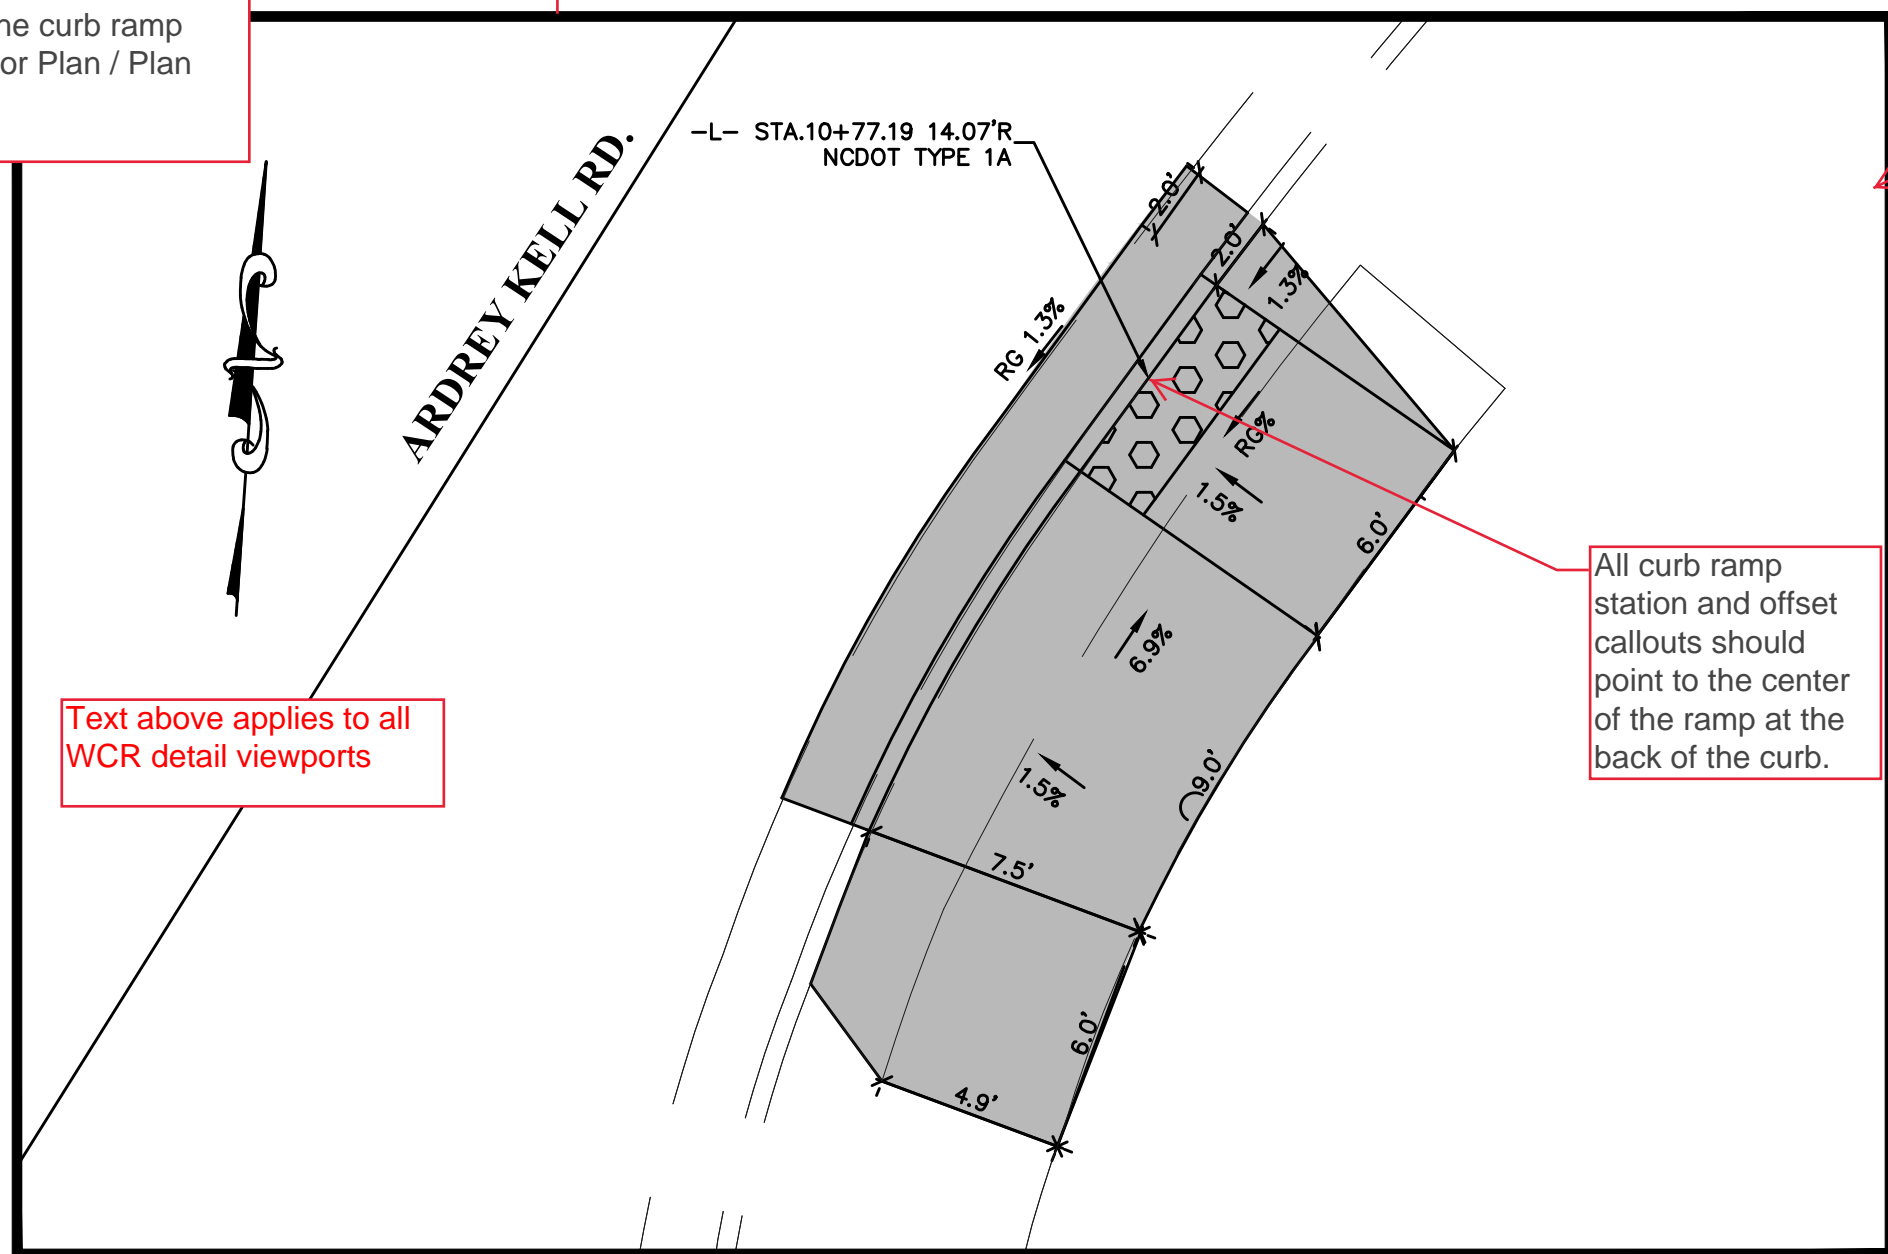 he curb ramp
or Plan / Plan
-L- STA.10+77.19 14.07'R
NCDOT TYPE 1A
ARDREY KELL RD.
2.0'
2.0'
1.3%
RG 1.3%
RG%
1.5%
6.0'
6.9%
All curb ramp
station and offset
callouts should
point to the center
of the ramp at the
back of the curb.
Text above applies to all
WCR detail viewports
1.5%
9.0'
7.5'
6.0'
4.9'